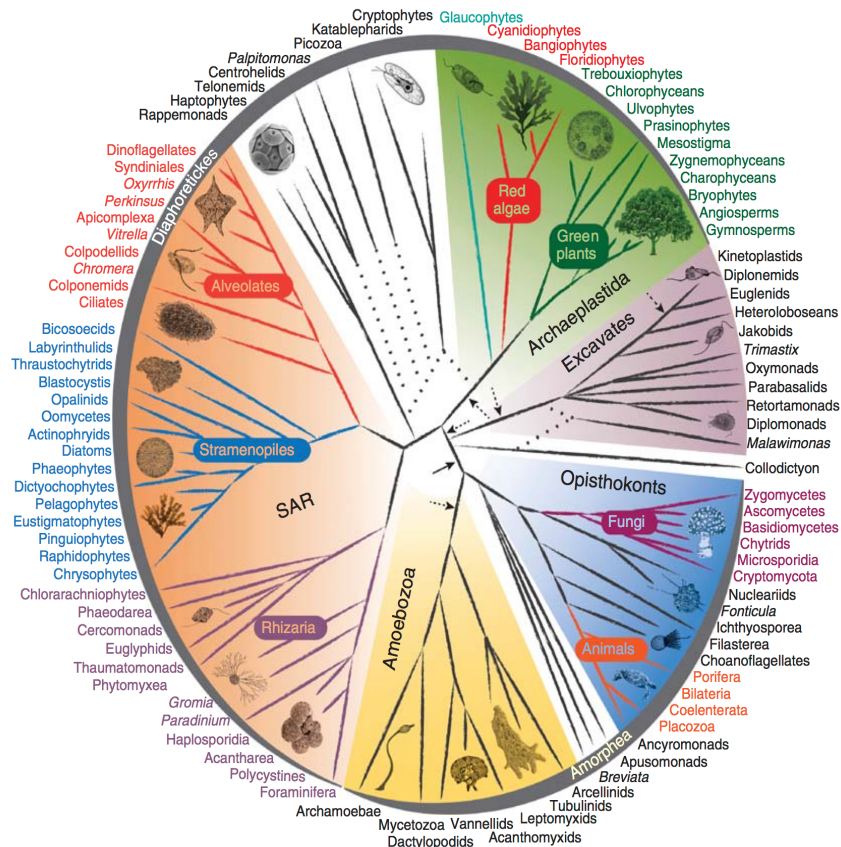 Cryptophytes
Katablepharids
Picozoa
Palpitomonas
Centrohelids
Telonemids
Haptophytes
Rappemonads
Glaucophytes
Cyanidiophytes
Bangiophytes
Floridiophytes
Trebouxiophytes
Chlorophyceans
Ulvophytes
Prasinophytes
Mesostigma
Zygnemophyceans
Charophyceans
Bryophytes
Angiosperms
Gymnosperms
Kinetoplastids
Diplonemids
Euglenids
Heteroloboseans
Jakobids
Trimastix
Oxymonads
Parabasalids
Retortamonads
Diplomonads
Malawimonas
Collodictyon
Zygomycetes
Ascomycetes
Basidiomycetes
Chytrids
Microsporidia
Cryptomycota
Nucleariids
Fonticula
Ichthyosporea
Filasterea
Choanoflagellates
Porifera
Bilateria
Coelenterata
Placozoa
Ancyromonads
Apusomonads
Breviata
Arcellinids
Tubulinids
Leptomyxids
Acanthomyxids
Vannellids
Dactylopodids
Mycetozoa
Archamoebae
Dinoflagellates
Syndiniales
Oxyrrhis
Perkinsus
Apicomplexa
Vitrella
Colpodellids
Chromera
Colponemids
Ciliates
Bicosoecids
Labyrinthulids
Thraustochytrids
Blastocystis
Opalinids
Oomycetes
Actinophryids
Diatoms
Phaeophytes
Dictyochophytes
Pelagophytes
Eustigmatophytes
Pinguiophytes
Raphidophytes
Chrysophytes
Chlorarachniophytes
Phaeodarea
Cercomonads
Euglyphids
Thaumatomonads
Phytomyxea
Gromia
Paradinium
Haplosporidia
Acantharea
Polycystines
Foraminifera
Diaphoretickes
Alveolates
Stramenopiles
SAR
Rhizaria
Red
algae
Green
plants
Archaeplastida
Excavates
Opisthokonts
Fungi
Animals
Amoebozoa
Amorphea